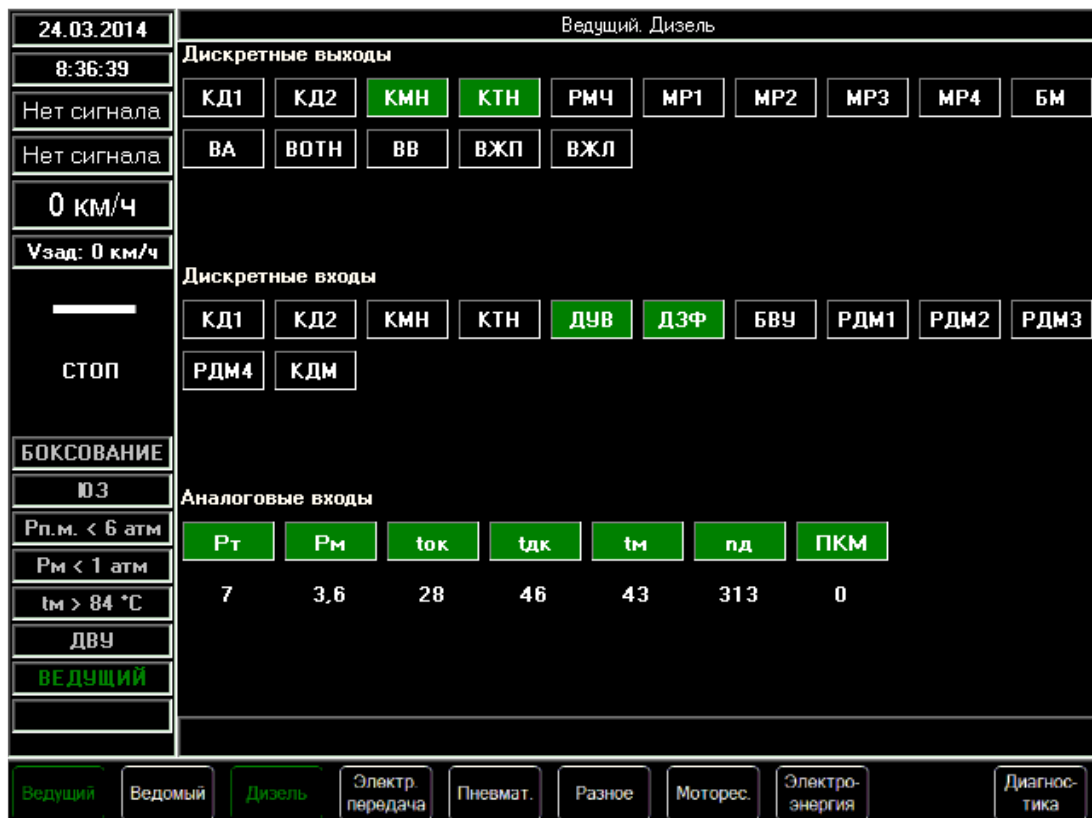 24.03.2014
8:36:39
Нет сигнала
Нет сигнала
0 км/ч
Vзад: 0 км/ч
СТОП
БОКСОВАНИЕ
ЮЗ
Рп.м. < 6 атм
Рм < 1 атм
tм > 84 °C
ДВУ
ВЕДУЩИЙ
Ведущий. Дизель
Дискретные выходы
КД1 КД2 КМН КТН РМЧ МР1 МР2 МР3 МР4 БМ
ВА ВОТН ВВ ВЖП ВЖЛ
Дискретные входы
КД1 КД2 КМН КТН ДУВ ДЗФ БВУ РДМ1 РДМ2 РДМ3
РДМ4 КДМ
Аналоговые входы
Рт Рм tок tдк tм nд ПКМ
7 3,6 28 46 43 313 0
Ведущий Ведомый Дизель Электр. передача Пневмат. Разное Моторес. Электро-энергия Диагнос-тика